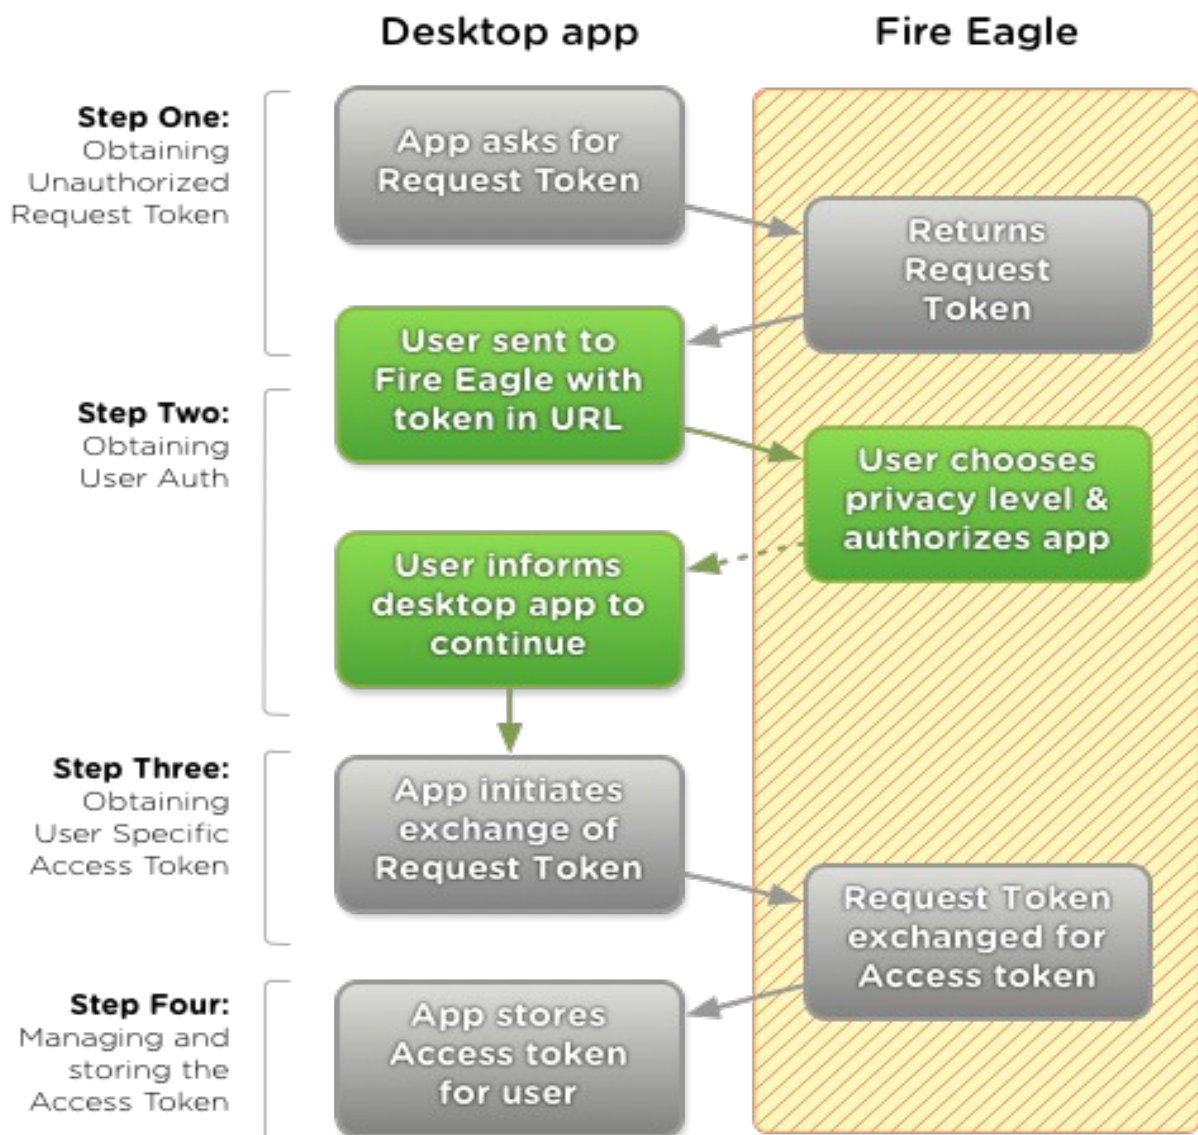 Desktop app
Fire Eagle
Step One:
Obtaining
Unauthorized
Request Token
App asks for
Request Token
Returns
Request
Token
User sent to
Fire Eagle with
token in URL
Step Two:
Obtaining
User Auth
User chooses
privacy level &
authorizes app
User informs
desktop app to
continue
Step Three:
Obtaining
User Specific
Access Token
App initiates
exchange of
Request Token
Request Token
exchanged for
Access token
Step Four:
Managing and
storing the
Access Token
App stores
Access token
for user